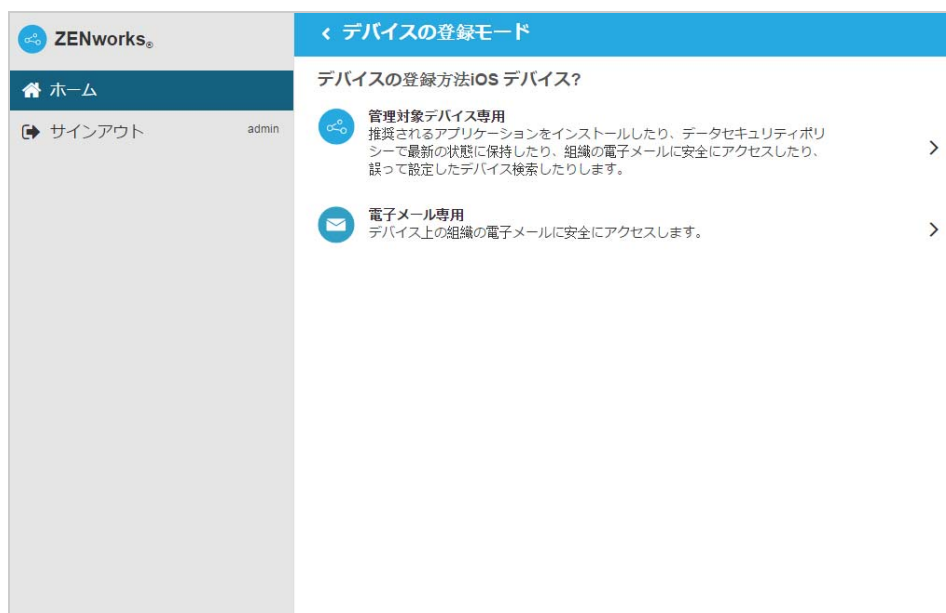 ZENworks®
ホーム
サインアウト admin
デバイスの登録モード
デバイスの登録方法iOS デバイス?
管理対象デバイス専用
推奨されるアプリケーションをインストールしたり、データセキュリティポリ
シーで最新の状態に保持したり、組織の電子メールに安全にアクセスしたり、
誤って設定したデバイス検索したりします。
電子メール専用
デバイス上の組織の電子メールに安全にアクセスします。